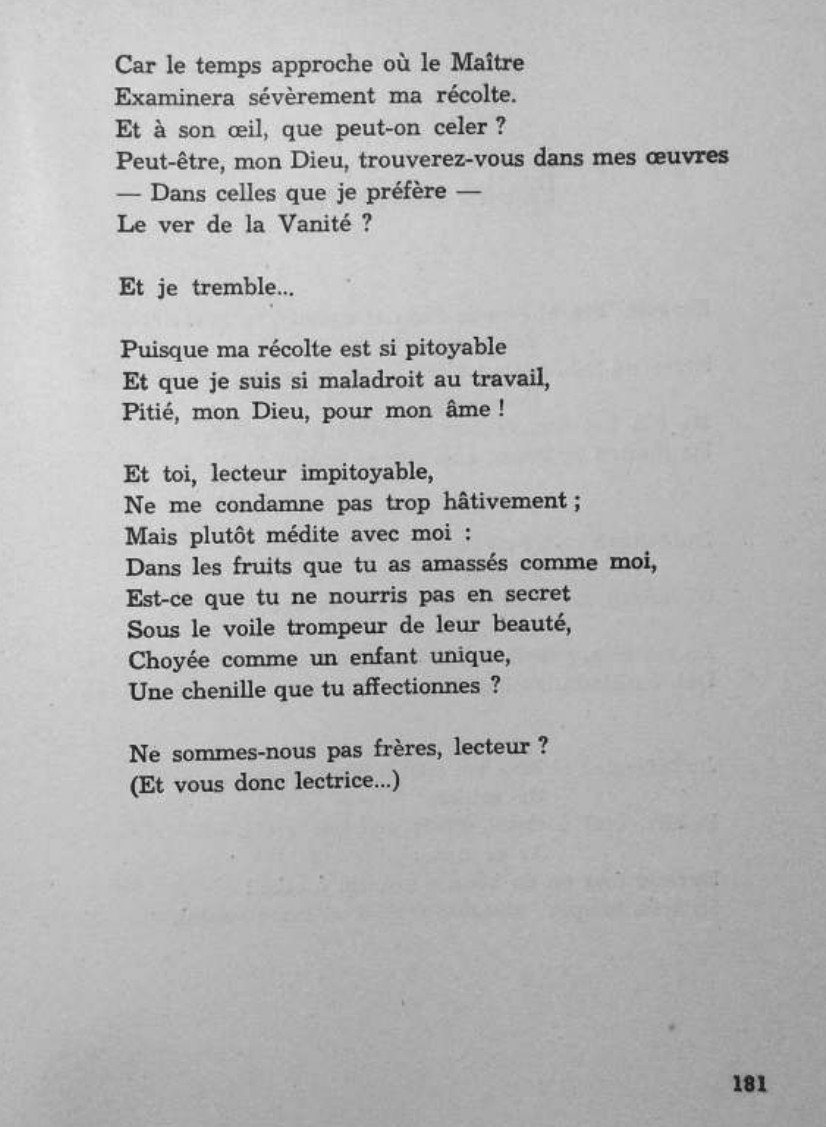 Car le temps approche où le Maître
Examinera sévèrement ma récolte.
Et à son œil, que peut-on celer ?
Peut-être, mon Dieu, trouverez-vous dans mes œuvres
— Dans celles que je préfère —
Le ver de la Vanité ?
Et je tremble...
Puisque ma récolte est si pitoyable
Et que je suis si maladroit au travail,
Pitié, mon Dieu, pour mon âme !
Et toi, lecteur impitoyable,
Ne me condamne pas trop hâtivement ;
Mais plutôt médite avec moi :
Dans les fruits que tu as amassés comme moi,
Est-ce que tu ne nourris pas en secret
Sous le voile trompeur de leur beauté,
Choyée comme un enfant unique,
Une chenille que tu affectionnes ?
Ne sommes-nous pas frères, lecteur ?
(Et vous donc lectrice...)
181